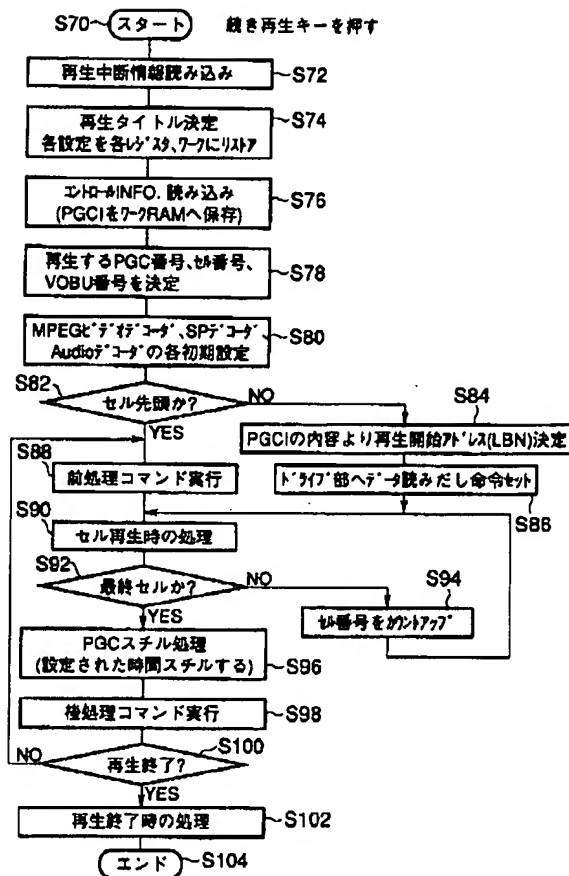 S70 スタート 続き再生キーを押す
再生中断情報読み込み S72
再生タイトル決定
各設定を各ﾚｼﾞｽﾀ、ワークにリストア
S74
ｺﾝﾄﾛｰﾙINFO. 読み込み
(PGCIをワークRAMへ保存)
S76
再生するPGC番号、ｾﾙ番号、
VOBU番号を決定
S78
MPEGﾋﾞﾃﾞｵﾃﾞｺｰﾀﾞ、SPﾃﾞｺｰﾀﾞ
Audioﾃﾞｺｰﾀﾞの各初期設定
S80
S82 セル先頭か? NO
YES
S84
PGCIの内容より再生開始ｱﾄﾞﾚｽ(LBN)決定
ﾄﾞﾗｲﾌﾞ部へデータ読みだし命令セット
S86
S88
前処理コマンド実行
S90
セル再生時の処理
S92
最終セルか? NO
YES
S94
ｾﾙ番号をｶｳﾝﾄｱｯﾌﾟ
PGCスチル処理
(設定された時間スチルする)
S96
後処理コマンド実行 S98
S100
NO 再生終了?
YES
再生終了時の処理 S102
エンド S104